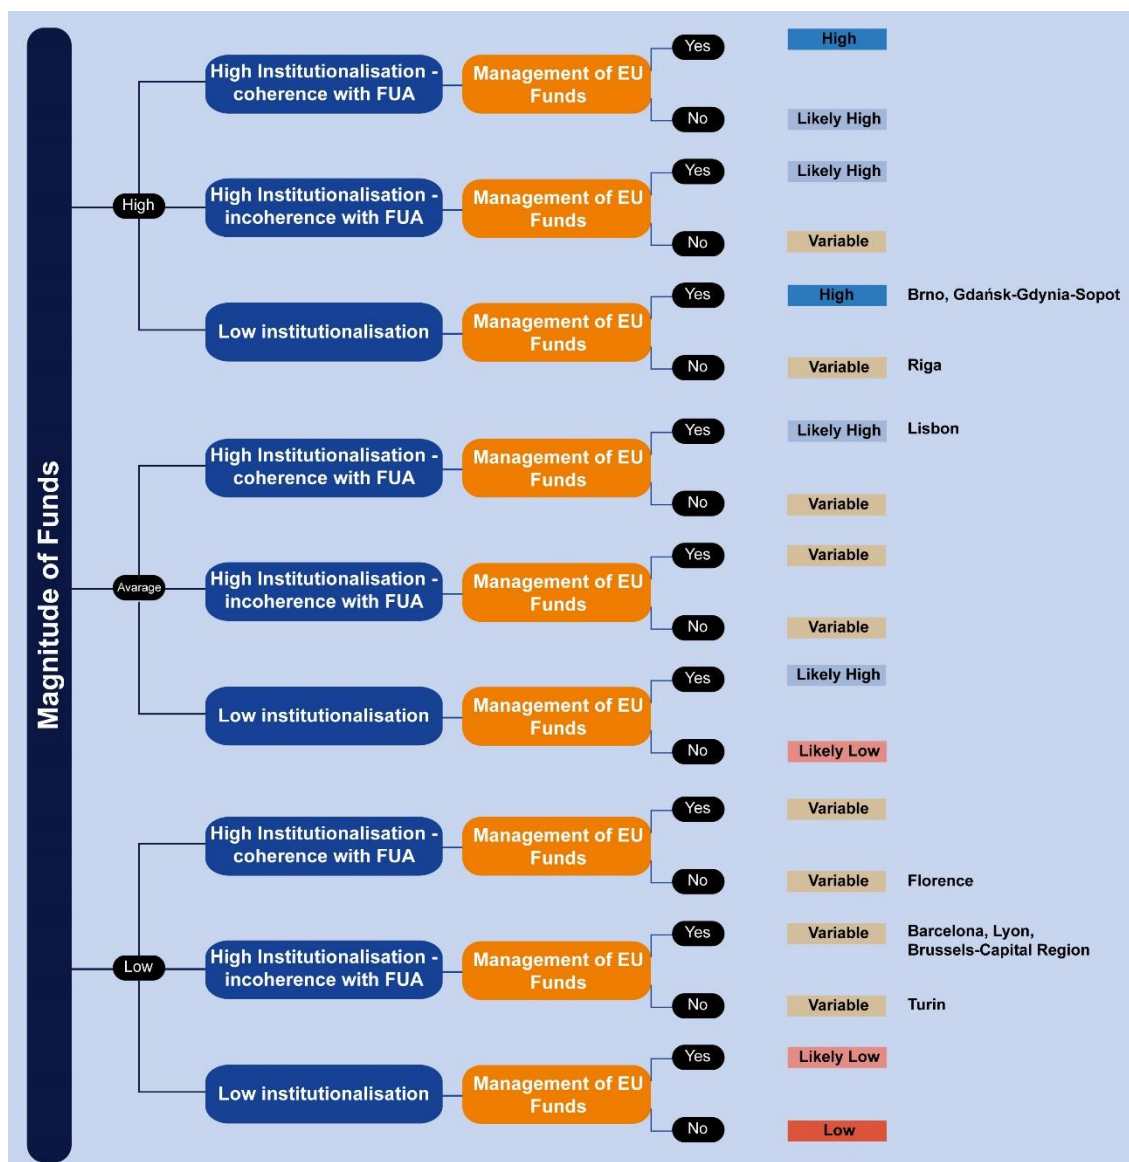 Magnitude of Funds
High
High Institutionalisation -
coherence with FUA
Management of EU
Funds
Yes
High
No
Likely High
High Institutionalisation -
incoherence with FUA
Management of EU
Funds
Yes
Likely High
No
Variable
Low institutionalisation
Management of EU
Funds
Yes
High
Brno, Gdańsk-Gdynia-Sopot
No
Variable
Riga
Avarage
High Institutionalisation -
coherence with FUA
Management of EU
Funds
Yes
Likely High
Lisbon
No
Variable
High Institutionalisation -
incoherence with FUA
Management of EU
Funds
Yes
Variable
No
Variable
Low institutionalisation
Management of EU
Funds
Yes
Likely High
No
Likely Low
Low
High Institutionalisation -
coherence with FUA
Management of EU
Funds
Yes
Variable
No
Variable
Florence
High Institutionalisation -
incoherence with FUA
Management of EU
Funds
Yes
Variable
Barcelona, Lyon,
Brussels-Capital Region
No
Variable
Turin
Low institutionalisation
Management of EU
Funds
Yes
Likely Low
No
Low